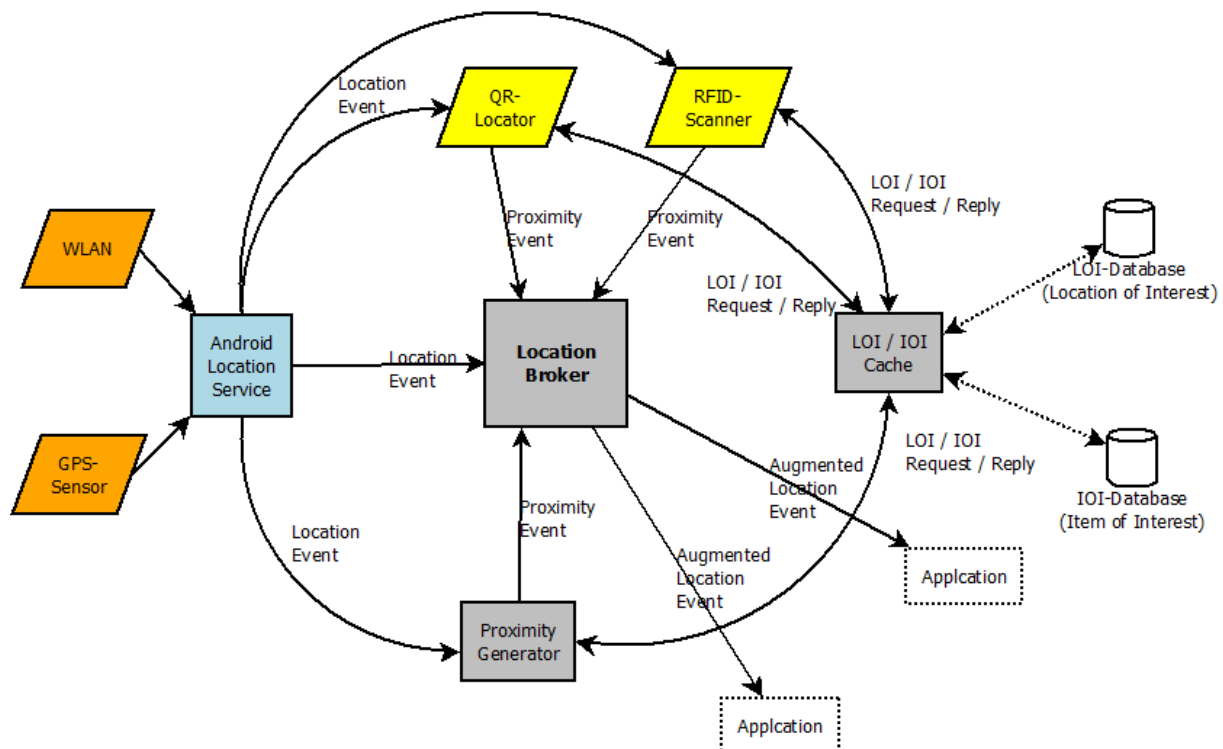 Location
Event
QR-
Locator
RFID-
Scanner
LOI / IOI
Request / Reply
WLAN
Proximity
Event
Proximity
Event
LOI / IOI
Request / Reply
LOI-Database
(Location of Interest)
Android
Location
Service
Location
Event
Location
Broker
LOI / IOI
Cache
GPS-
Sensor
LOI / IOI
Request / Reply
Augmented
Location
Event
Proximity
Event
IOI-Database
(Item of Interest)
Location
Event
Augmented
Location
Event
Applcation
Proximity
Generator
Applcation